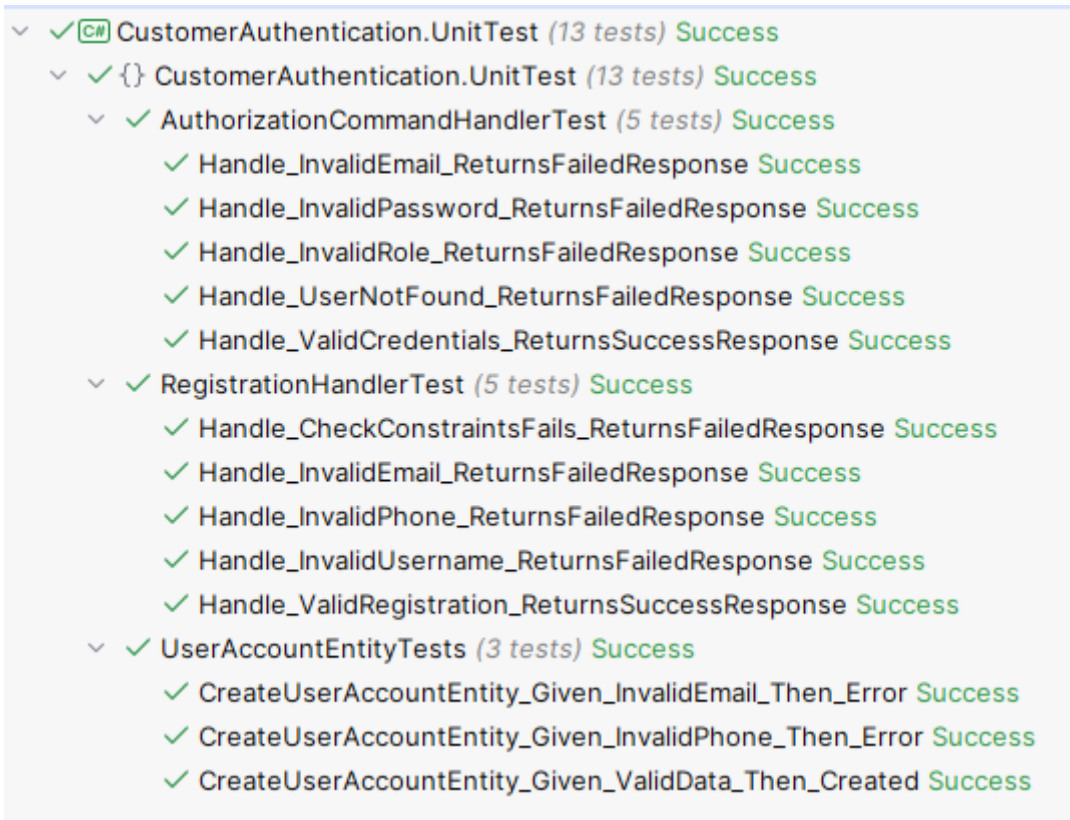 C# CustomerAuthentication.UnitTest (13 tests) Success
{} CustomerAuthentication.UnitTest (13 tests) Success
AuthorizationCommandHandlerTest (5 tests) Success
Handle_InvalidEmail_ReturnsFailedResponse Success
Handle_InvalidPassword_ReturnsFailedResponse Success
Handle_InvalidRole_ReturnsFailedResponse Success
Handle_UserNotFound_ReturnsFailedResponse Success
Handle_ValidCredentials_ReturnsSuccessResponse Success
RegistrationHandlerTest (5 tests) Success
Handle_CheckConstraintsFails_ReturnsFailedResponse Success
Handle_InvalidEmail_ReturnsFailedResponse Success
Handle_InvalidPhone_ReturnsFailedResponse Success
Handle_InvalidUsername_ReturnsFailedResponse Success
Handle_ValidRegistration_ReturnsSuccessResponse Success
UserAccountEntityTests (3 tests) Success
CreateUserAccountEntity_Given_InvalidEmail_Then_Error Success
CreateUserAccountEntity_Given_InvalidPhone_Then_Error Success
CreateUserAccountEntity_Given_ValidData_Then_Created Success